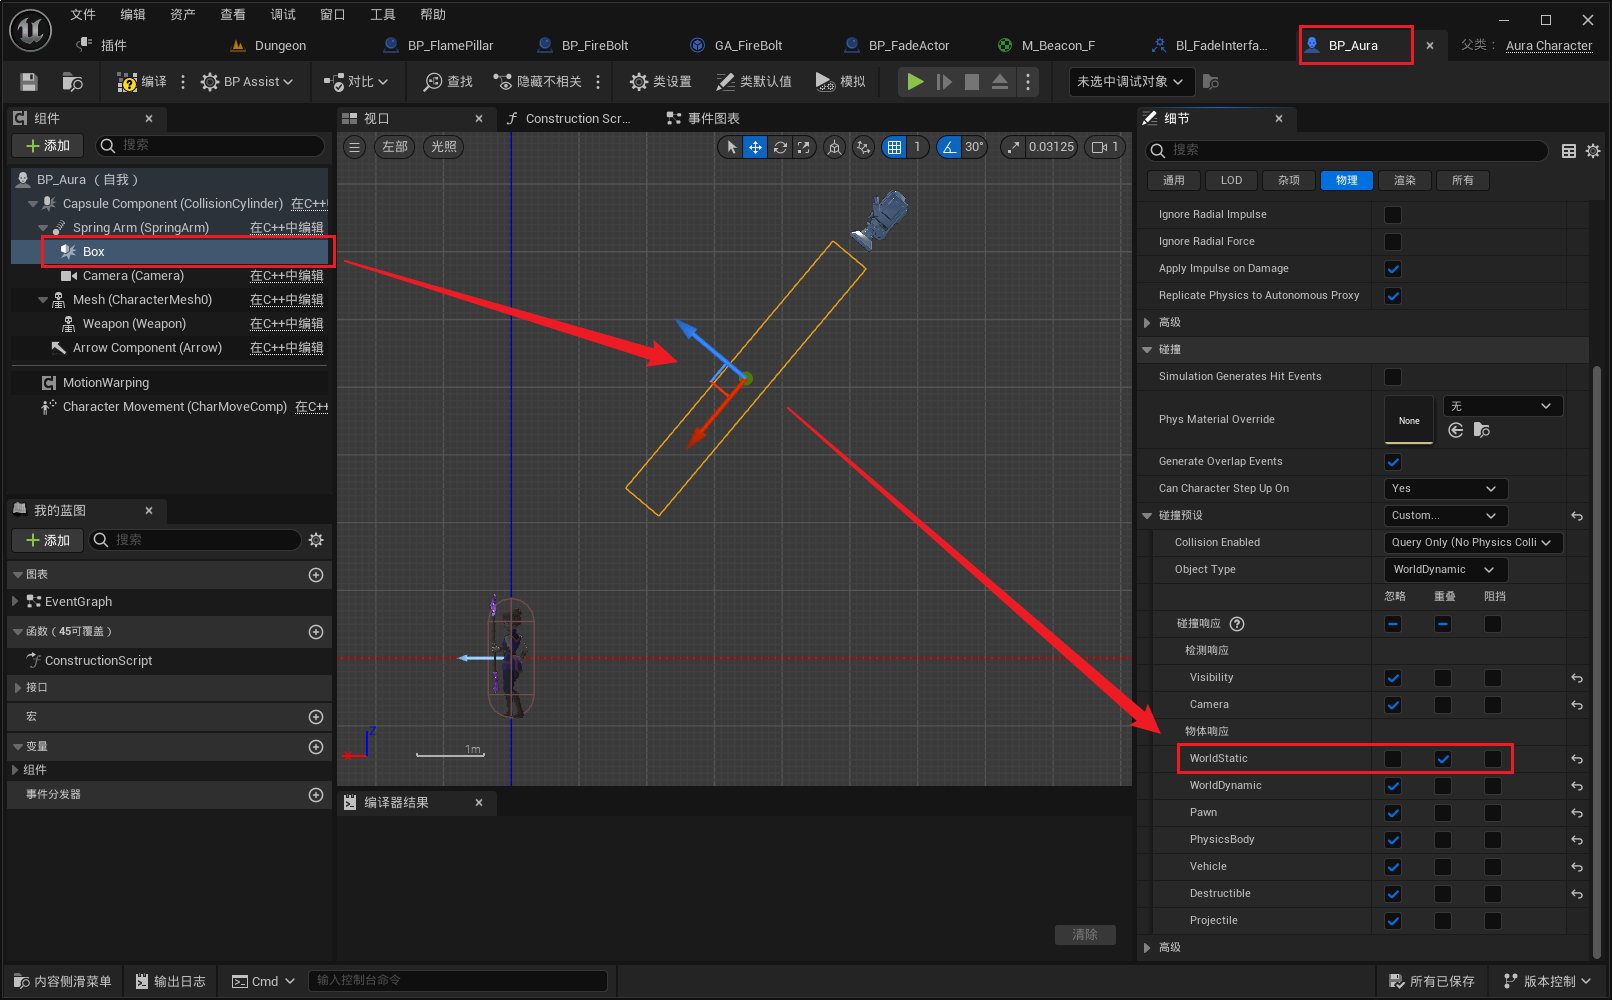 文件 编辑 资产 查看 调试 窗口 工具 帮助
插件 Dungeon BP_FlamePillar BP_FireBolt GA_FireBolt BP_FadeActor M_Beacon_F BI_FadeInterfa... BP_Aura 父类： Aura Character
编译 BP Assist 对比 查找 隐藏不相关 类设置 类默认值 模拟 未选中调试对象
组件
添加 搜索
BP_Aura （自我）
Capsule Component (CollisionCylinder) 在C++
Spring Arm (SpringArm) 在C++中编辑
Box
Camera (Camera) 在C++中编辑
Mesh (CharacterMesh0) 在C++中编辑
Weapon (Weapon) 在C++中编辑
Arrow Component (Arrow) 在C++中编辑
MotionWarping
Character Movement (CharMoveComp) 在C++
我的蓝图
添加 搜索
图表
EventGraph
函数（45可覆盖）
ConstructionScript
接口
宏
变量
组件
事件分发器
视口 Construction Scr... 事件图表
左部 光照 1 30° 0.03125 1
Z
X
1m
编译器结果
清除
细节
搜索
通用 LOD 杂项 物理 渲染 所有
Ignore Radial Impulse
Ignore Radial Force
Apply Impulse on Damage
Replicate Physics to Autonomous Proxy
高级
碰撞
Simulation Generates Hit Events
Phys Material Override None 无
Generate Overlap Events
Can Character Step Up On Yes
碰撞预设 Custom...
Collision Enabled Query Only (No Physics Colli
Object Type WorldDynamic
忽略 重叠 阻挡
碰撞响应 ?
检测响应
Visibility
Camera
物体响应
WorldStatic
WorldDynamic
Pawn
PhysicsBody
Vehicle
Destructible
Projectile
高级
内容侧滑菜单 输出日志 Cmd 输入控制台命令 所有已保存 版本控制